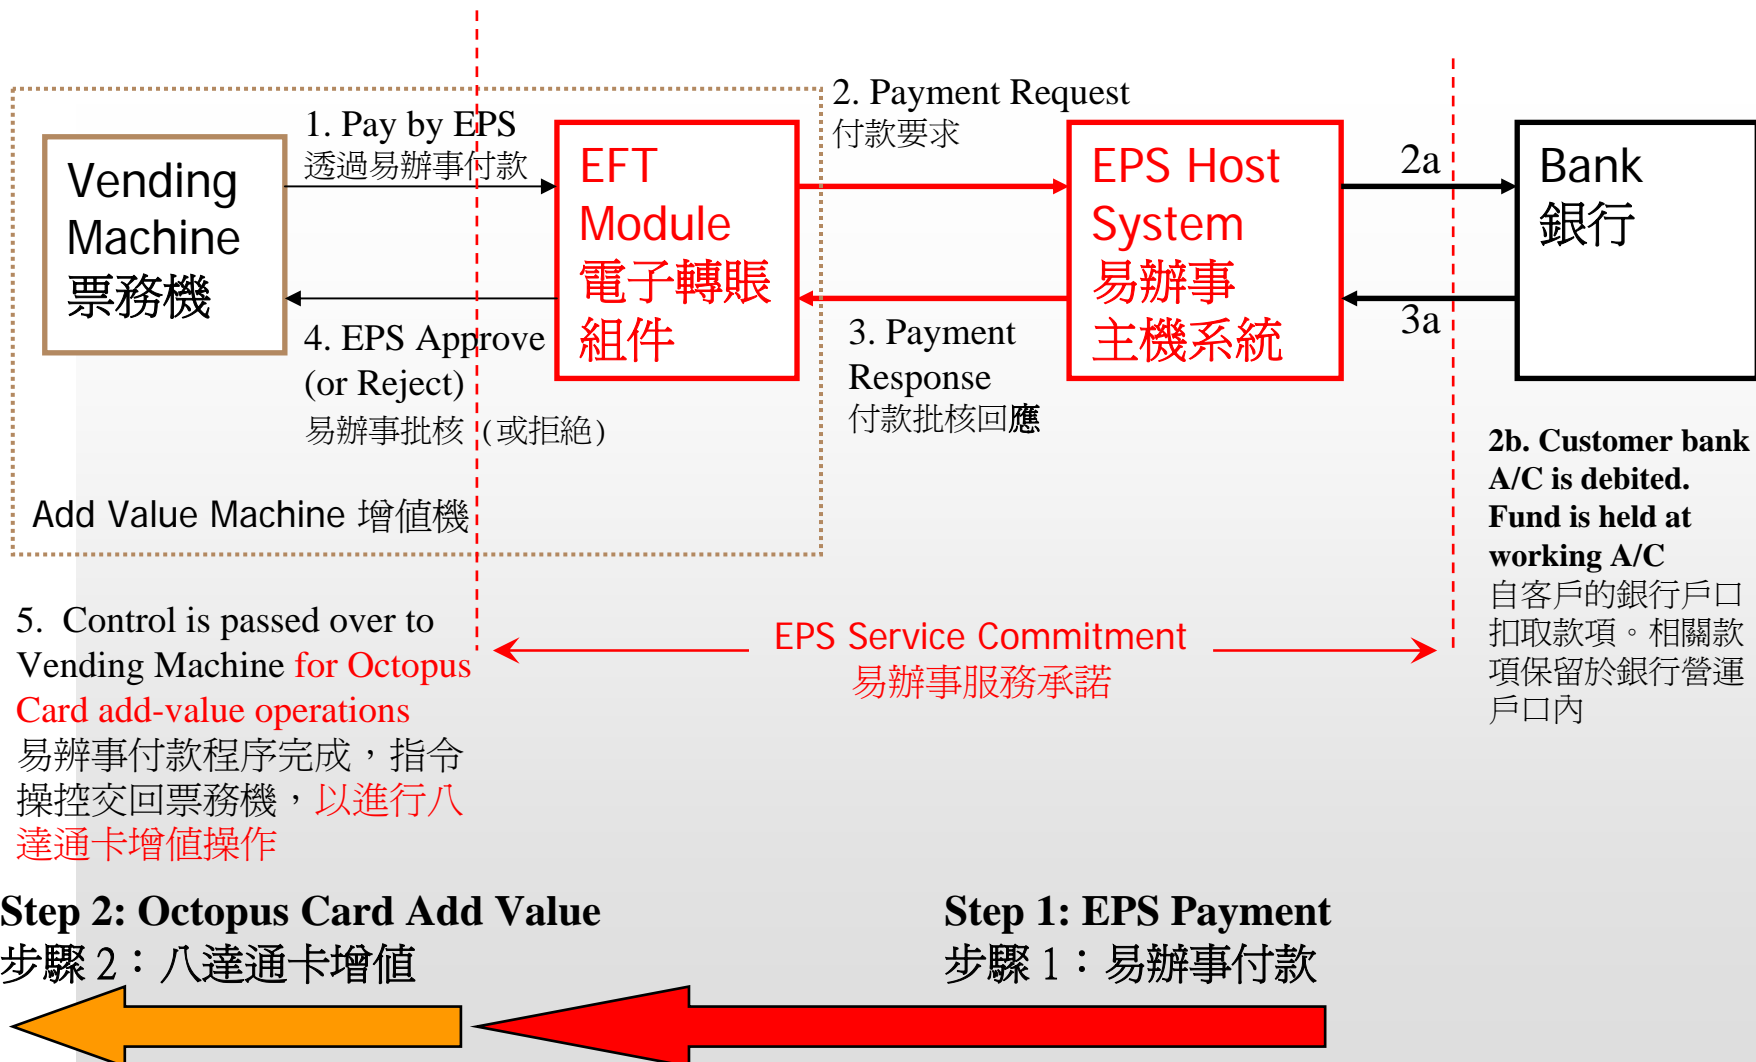 1. Pay by EPS
透過易辦事付款
2. Payment Request
付款要求
Vending
Machine
票務機
EFT
Module
電子轉賬
組件
EPS Host
System
易辦事
主機系統
2a
Bank
銀行
4. EPS Approve
(or Reject)
易辦事批核 (或拒絕)
3. Payment
Response
付款批核回應
3a
Add Value Machine 增值機
2b. Customer bank
A/C is debited.
Fund is held at
working A/C
自客戶的銀行戶口
扣取款項。相關款
項保留於銀行營運
戶口內
5. Control is passed over to
Vending Machine for Octopus
Card add-value operations
易辨事付款程序完成，指令
操控交回票務機，以進行八
達通卡增值操作
EPS Service Commitment
易辦事服務承諾
Step 2: Octopus Card Add Value
步驟 2：八達通卡增值
Step 1: EPS Payment
步驟 1：易辦事付款